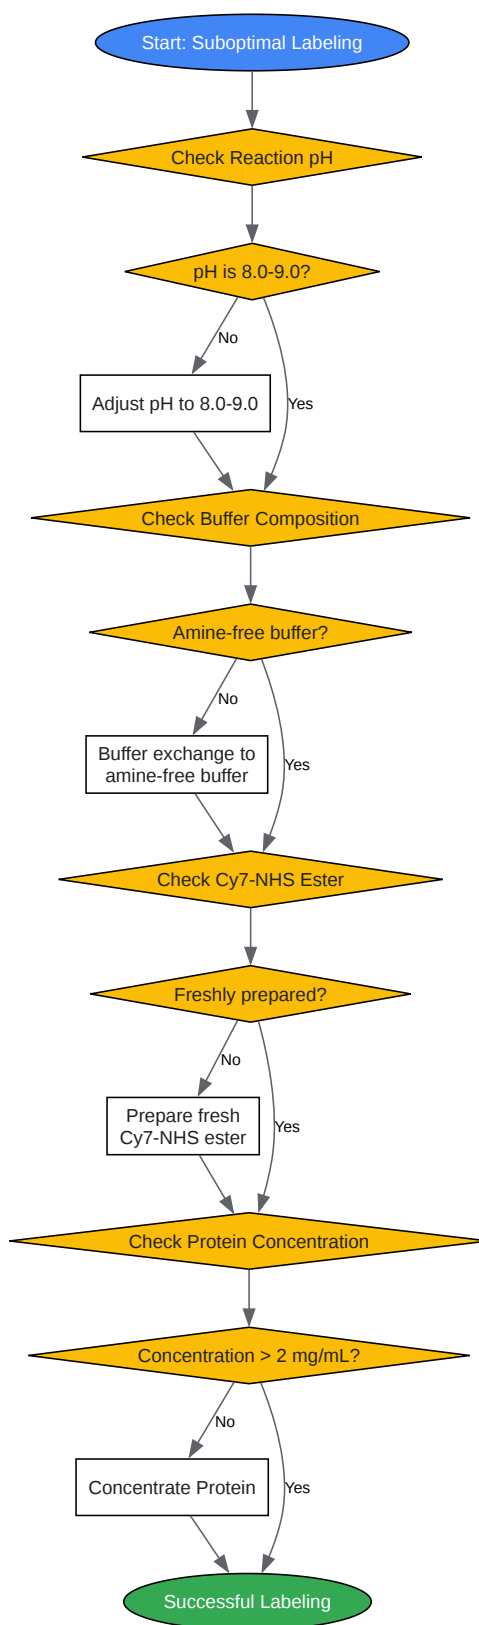 Start: Suboptimal Labeling
Check Reaction pH
pH is 8.0-9.0?
No
Adjust pH to 8.0-9.0
Yes
Check Buffer Composition
Amine-free buffer?
No
Buffer exchange to
amine-free buffer
Yes
Check Cy7-NHS Ester
Freshly prepared?
No
Prepare fresh
Cy7-NHS ester
Yes
Check Protein Concentration
Concentration > 2 mg/mL?
No
Concentrate Protein
Yes
Successful Labeling